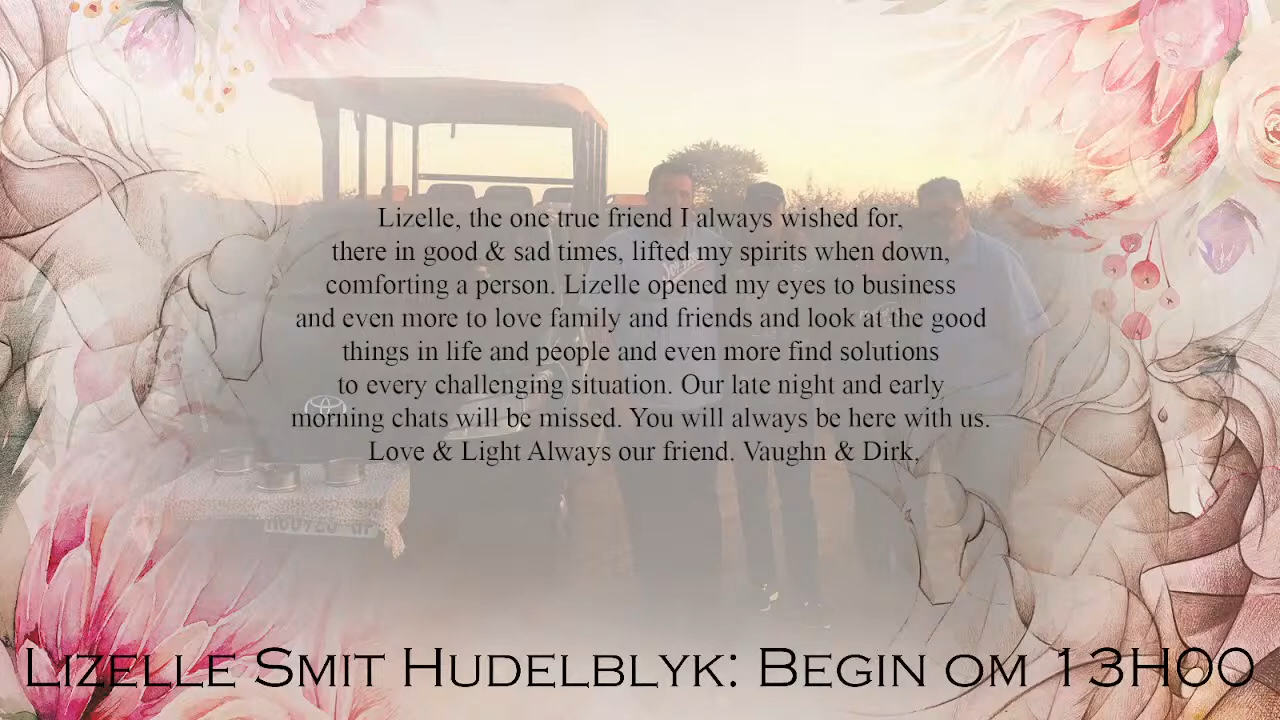 Lizelle, the one true friend I always wished for,
there in good & sad times, lifted my spirits when down,
comforting a person. Lizelle opened my eyes to business
and even more to love family and friends and look at the good
things in life and people and even more find solutions
to every challenging situation. Our late night and early
morning chats will be missed. You will always be here with us.
Love & Light Always our friend. Vaughn & Dirk,
Lizelle Smit Hudelblyk: Begin om 13H00